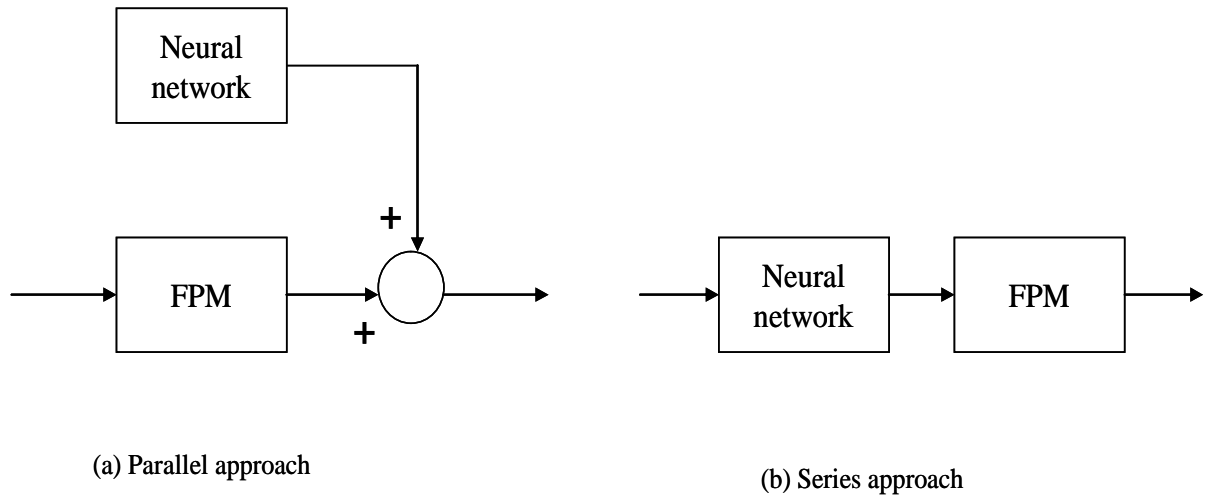 Neural
network
+
FPM
+
(a) Parallel approach
Neural
network
FPM
(b) Series approach